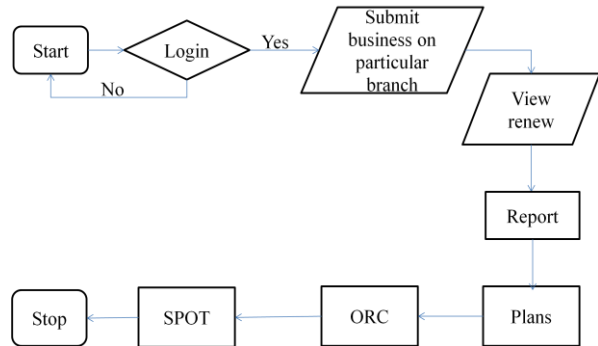 Start
Login
Yes
No
Submit
business on
particular
branch
View
renew
Report
Plans
ORC
SPOT
Stop